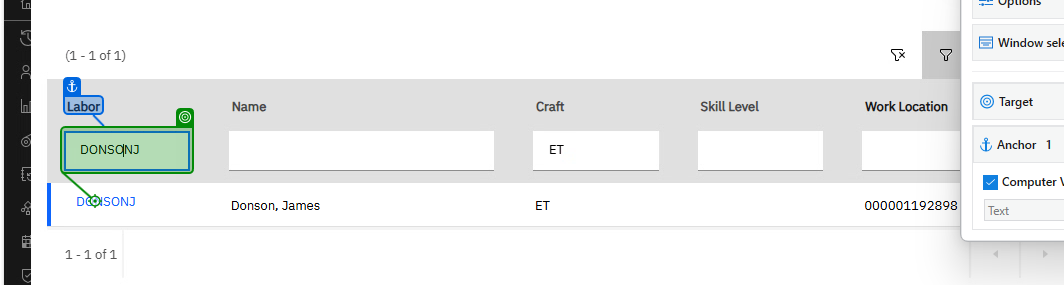 Options
(1 - 1 of 1)
Window sele
Labor Name Craft Skill Level Work Location
Target
DONSONJ ET
Anchor 1
Computer V
DONSONJ Donson, James ET 000001192898
Text
1 - 1 of 1